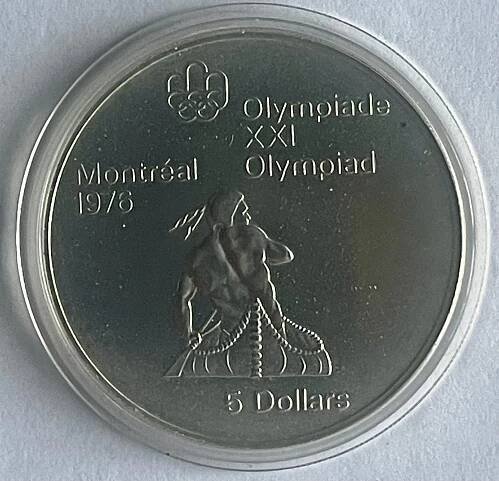 Olympiade
XXI
Olympiad
Montréal
1976
5 Dollars